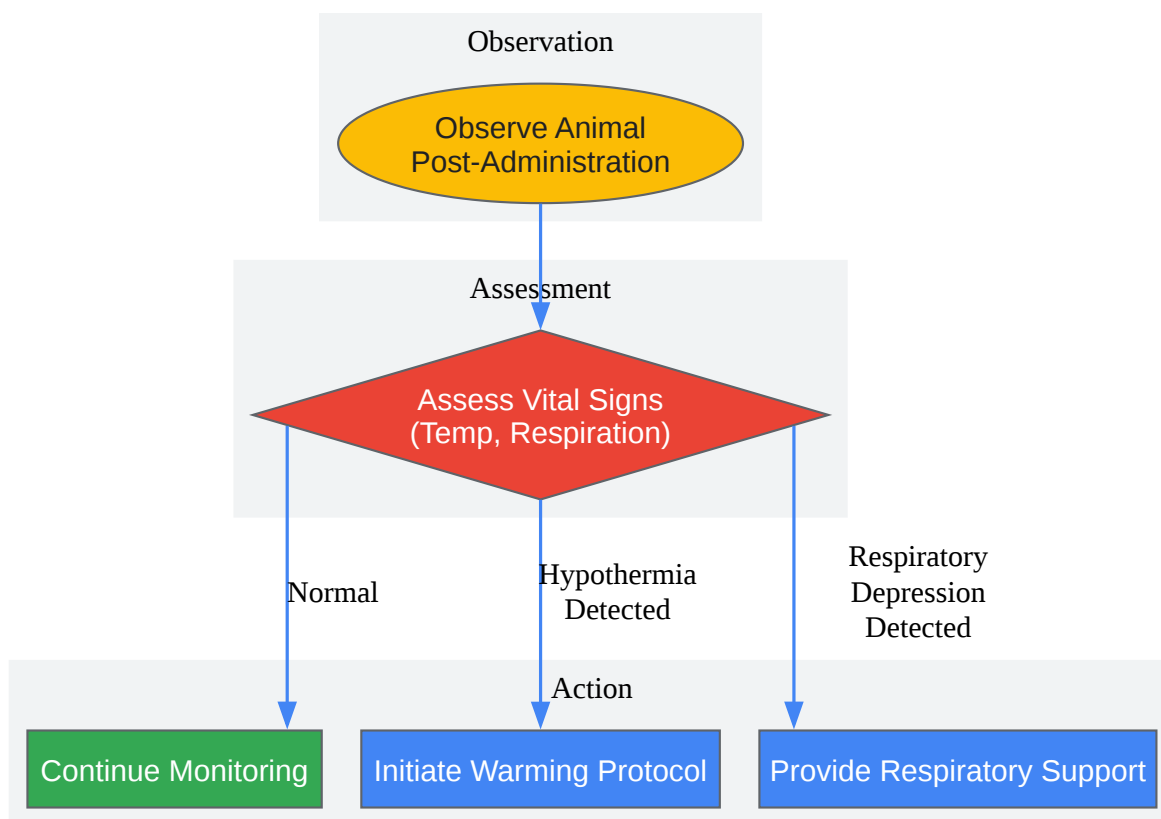 Observation
Observe Animal
Post-Administration
Assessment
Assess Vital Signs
(Temp, Respiration)
Normal
Hypothermia
Detected
Respiratory
Depression
Detected
Action
Continue Monitoring
Initiate Warming Protocol
Provide Respiratory Support